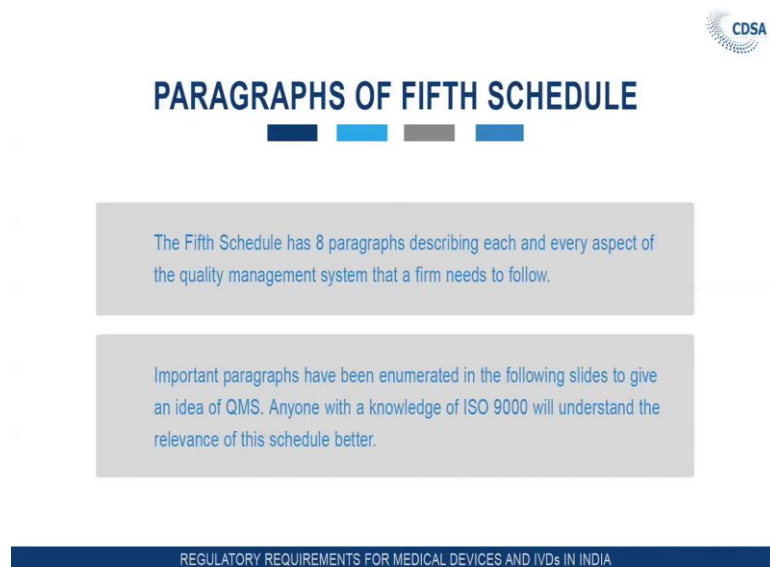 CDSA
PARAGRAPHS OF FIFTH SCHEDULE
The Fifth Schedule has 8 paragraphs describing each and every aspect of
the quality management system that a firm needs to follow.
Important paragraphs have been enumerated in the following slides to give
an idea of QMS. Anyone with a knowledge of ISO 9000 will understand the
relevance of this schedule better.
REGULATORY REQUIREMENTS FOR MEDICAL DEVICES AND IVDs IN INDIA